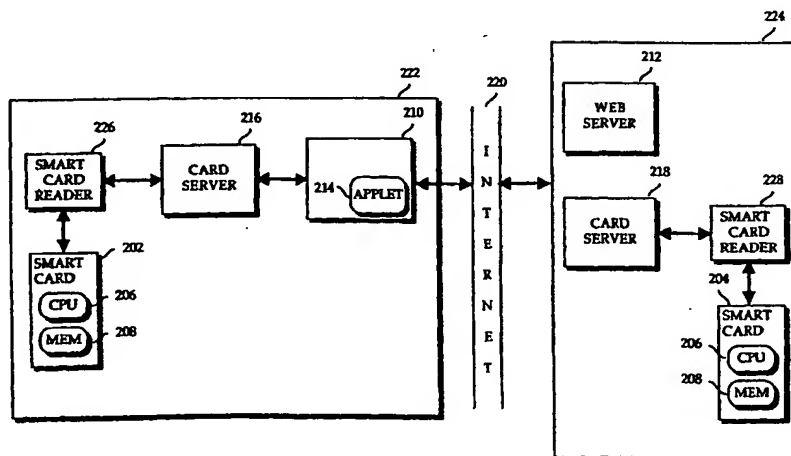 224
222
226
216
210
SMART
CARD
READER
CARD
SERVER
214
APPLET
202
SMART
CARD
CPU
206
MEM
208
220
I
N
T
E
R
N
E
T
212
WEB
SERVER
218
CARD
SERVER
228
SMART
CARD
READER
204
SMART
CARD
206
CPU
208
MEM